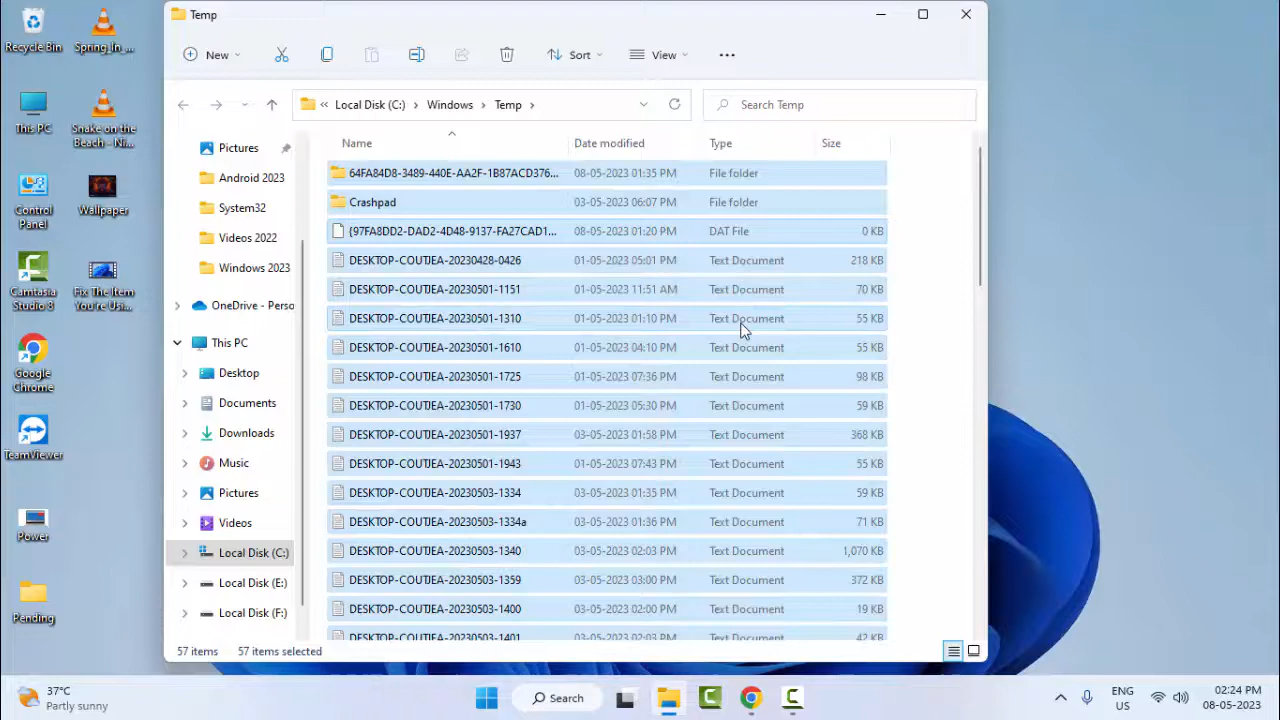 Recycle Bin
Spring_In_...
This PC
Snake on the
Beach - Ni...
Control
Panel
Wallpaper
Camtasia
Studio 8
Fix The Item
You're Usi...
Google
Chrome
TeamViewer
Power
Pending
Temp
New
Sort
View
«
Local Disk (C:) > Windows > Temp >
Search Temp
Pictures
Android 2023
System32
Videos 2022
Windows 2023
OneDrive - Perso
This PC
Desktop
Documents
Downloads
Music
Pictures
Videos
Local Disk (C:)
Local Disk (E:)
Local Disk (F:)
Name Date modified Type Size
64FA84D8-3489-440E-AA2F-1B87ACD376... 08-05-2023 01:35 PM File folder
Crashpad 03-05-2023 06:07 PM File folder
{97FA8DD2-DAD2-4D48-9137-FA27CAD1... 08-05-2023 01:20 PM DAT File 0 KB
DESKTOP-COUTJEA-20230428-0426 01-05-2023 05:01 PM Text Document 218 KB
DESKTOP-COUTJEA-20230501-1151 01-05-2023 11:51 AM Text Document 70 KB
DESKTOP-COUTJEA-20230501-1310 01-05-2023 01:10 PM Text Document 55 KB
DESKTOP-COUTJEA-20230501-1610 01-05-2023 04:10 PM Text Document 55 KB
DESKTOP-COUTJEA-20230501-1725 01-05-2023 07:36 PM Text Document 98 KB
DESKTOP-COUTJEA-20230501-1730 01-05-2023 05:30 PM Text Document 59 KB
DESKTOP-COUTJEA-20230501-1937 03-05-2023 01:58 PM Text Document 368 KB
DESKTOP-COUTJEA-20230501-1943 01-05-2023 07:43 PM Text Document 55 KB
DESKTOP-COUTJEA-20230503-1334 03-05-2023 01:35 PM Text Document 59 KB
DESKTOP-COUTJEA-20230503-1334a 03-05-2023 01:36 PM Text Document 71 KB
DESKTOP-COUTJEA-20230503-1340 03-05-2023 02:03 PM Text Document 1,070 KB
DESKTOP-COUTJEA-20230503-1359 03-05-2023 03:00 PM Text Document 372 KB
DESKTOP-COUTJEA-20230503-1400 03-05-2023 02:00 PM Text Document 19 KB
DESKTOP-COUTJEA-20230503-1401 03-05-2023 02:03 PM Text Document 42 KB
57 items 57 items selected
37°C
Partly sunny
Search
ENG
US
02:24 PM
08-05-2023